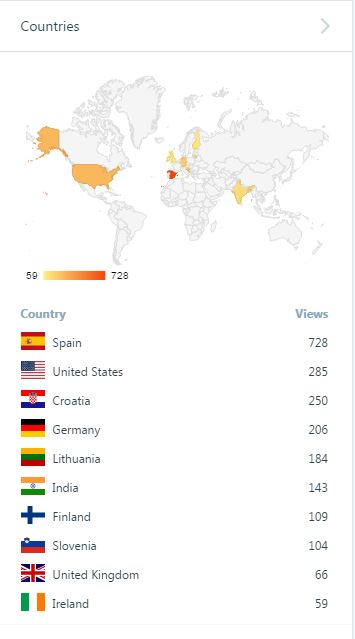 Countries
59 728
Country Views
Spain 728
United States 285
Croatia 250
Germany 206
Lithuania 184
India 143
Finland 109
Slovenia 104
United Kingdom 66
Ireland 59